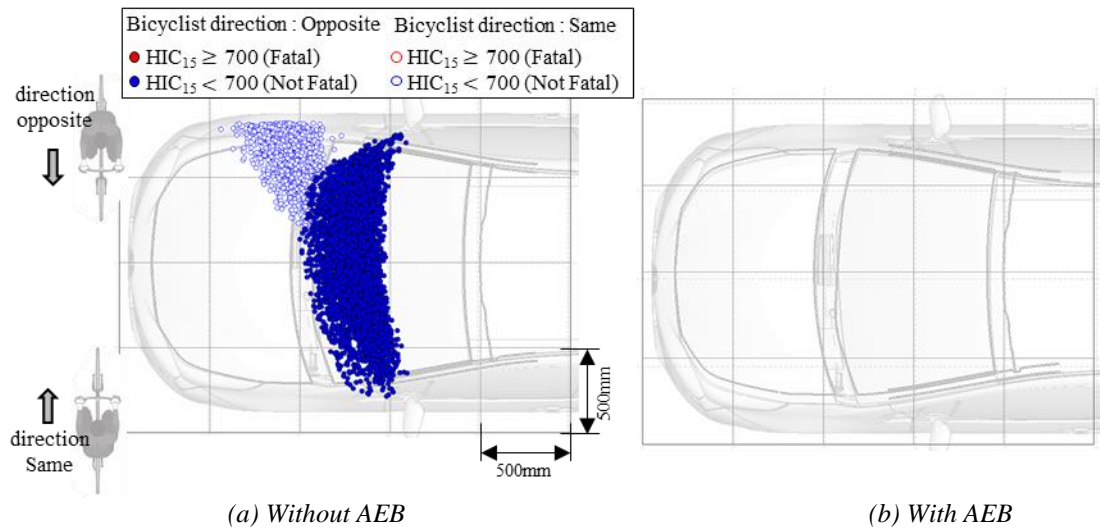 Bicyclist direction : Opposite Bicyclist direction : Same
HIC15 ≥ 700 (Fatal) HIC15 ≥ 700 (Fatal)
HIC15 < 700 (Not Fatal) HIC15 < 700 (Not Fatal)
direction
opposite
direction
Same
500mm
500mm
(a) Without AEB (b) With AEB